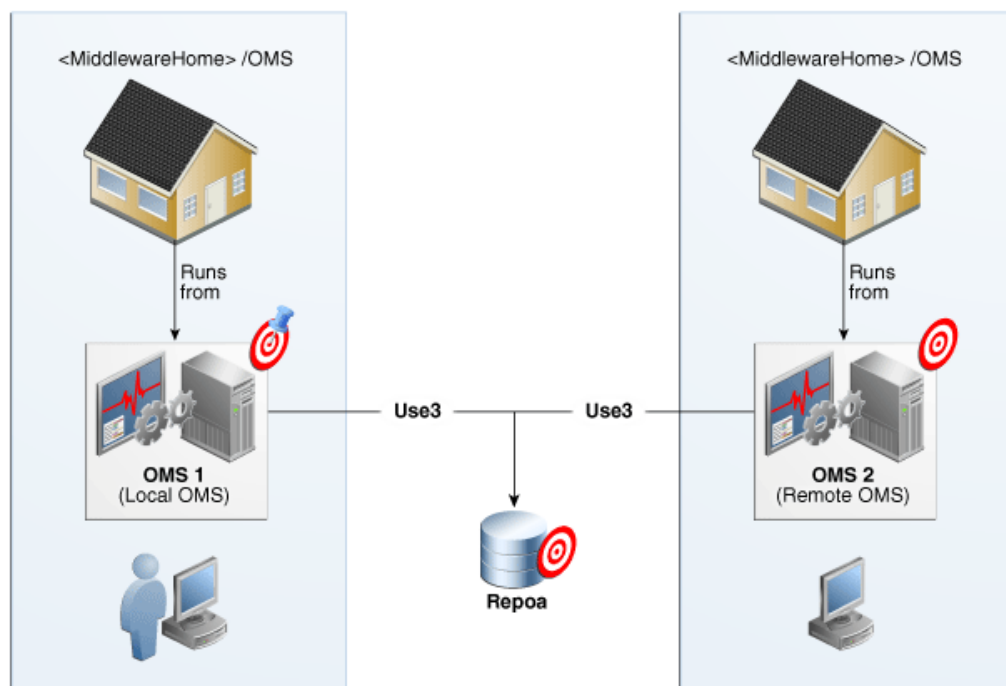 <MiddlewareHome> /OMS
<MiddlewareHome> /OMS
Runs
from
Runs
from
Use3
Use3
OMS 1
(Local OMS)
OMS 2
(Remote OMS)
Repoa